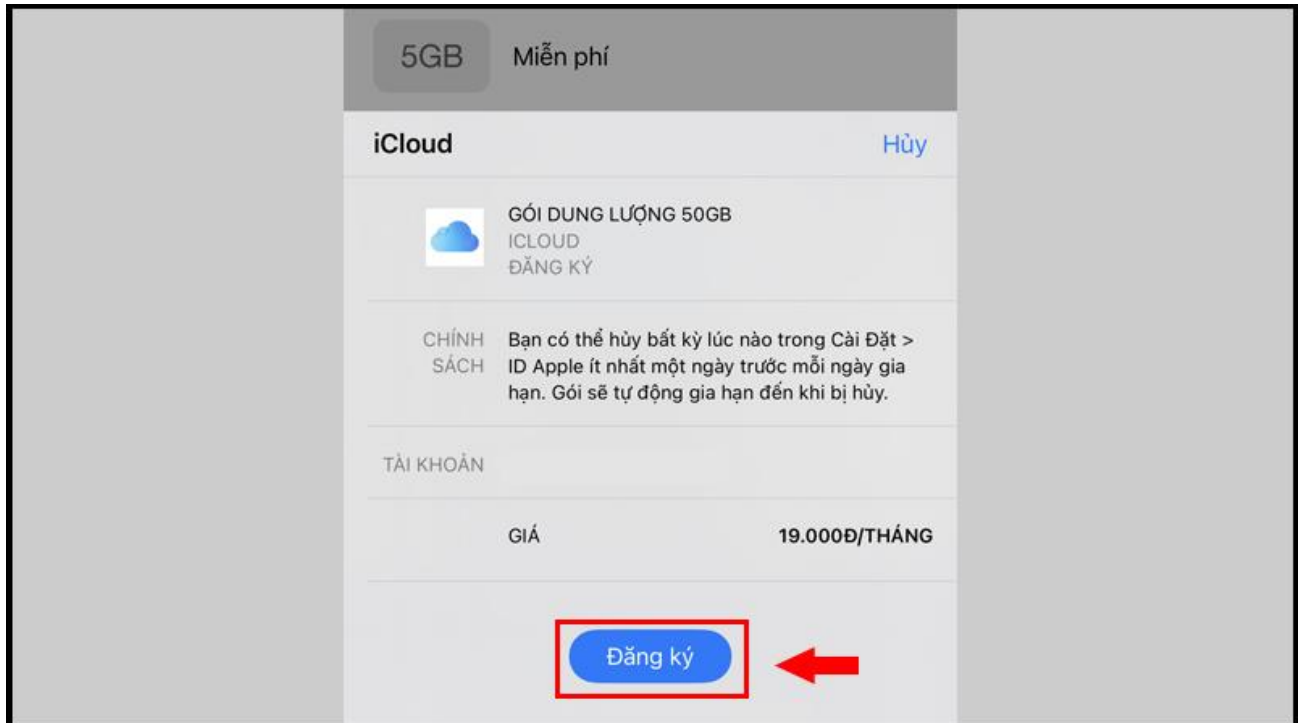 5GB Miễn phí
iCloud Hủy
GÓI DUNG LƯỢNG 50GB
ICLOUD
ĐĂNG KÝ
CHÍNH SÁCH
Bạn có thể hủy bất kỳ lúc nào trong Cài Đặt >
ID Apple ít nhất một ngày trước mỗi ngày gia
hạn. Gói sẽ tự động gia hạn đến khi bị hủy.
TÀI KHOẢN
GIÁ 19.000Đ/THÁNG
Đăng ký